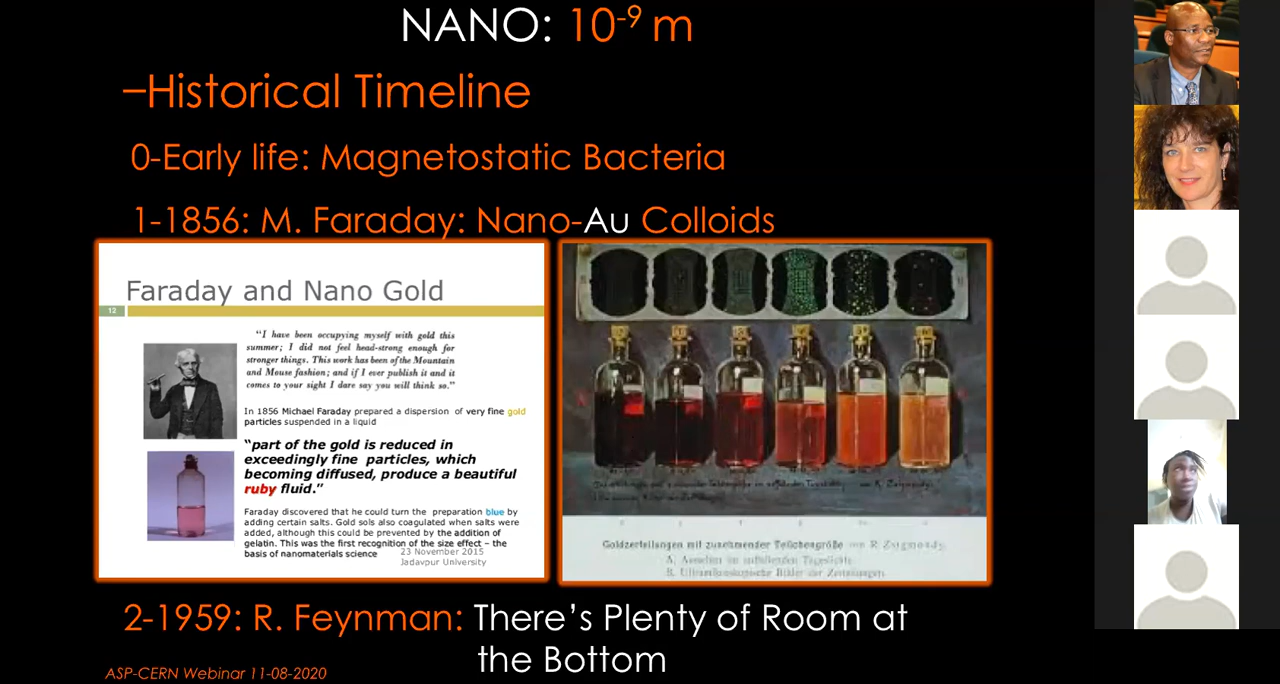 NANO: 10-9 m
–Historical Timeline
0-Early life: Magnetostatic Bacteria
1-1856: M. Faraday: Nano-Au Colloids
Faraday and Nano Gold
12
“I have been occupying myself with gold this
summer; I did not feel head-strong enough for
stronger things. This work has been of the Mountain
and Mouse fashion; and if I ever publish it and it
comes to your sight I dare say you will think so.”
In 1856 Michael Faraday prepared a dispersion of very fine gold
particles suspended in a liquid
“part of the gold is reduced in
exceedingly fine particles, which
becoming diffused, produce a beautiful
ruby fluid.”
Faraday discovered that he could turn the preparation blue by
adding certain salts. Gold sols also coagulated when salts were
added, although this could be prevented by the addition of
gelatin. This was the first recognition of the size effect – the
basis of nanomaterials science
23 November 2015
Jadavpur University
Goldzerteilungen mit zunehmender Teilchengröße von R. Zsigmondy.
2-1959: R. Feynman: There’s Plenty of Room at
the Bottom
ASP-CERN Webinar 11-08-2020